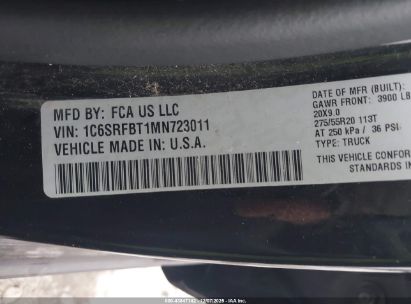 MFD BY: FCA US LLC
VIN: 1C6SRFBT1MN723011
VEHICLE MADE IN: U.S.A.
DATE OF MFR (BUILT):
GAWR FRONT: 3900 LB
20X9.0
275/55R20 113T
AT 250 kPa / 36 PSI
TYPE: TRUCK
THIS VEHICLE CONFOR
STANDARDS IN